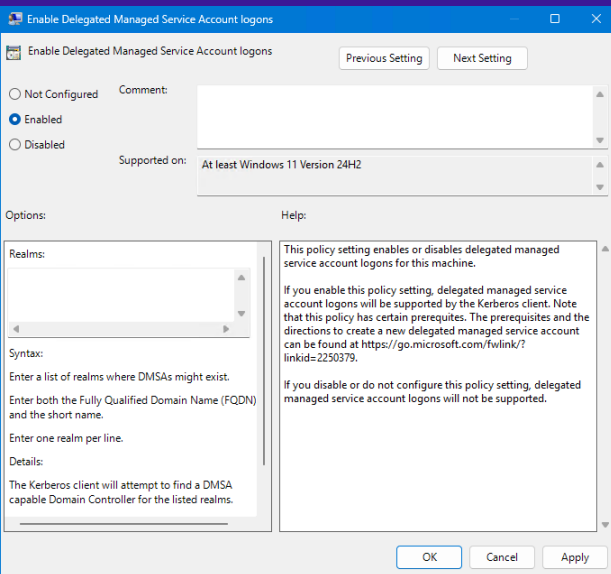 Enable Delegated Managed Service Account logons
Enable Delegated Managed Service Account logons
Previous Setting
Next Setting
Not Configured
Enabled
Disabled
Comment:
Supported on:
At least Windows 11 Version 24H2
Options:
Help:
Realms:
Syntax:
Enter a list of realms where DMSAs might exist.
Enter both the Fully Qualified Domain Name (FQDN)
and the short name.
Enter one realm per line.
Details:
The Kerberos client will attempt to find a DMSA
capable Domain Controller for the listed realms.
This policy setting enables or disables delegated managed
service account logons for this machine.
If you enable this policy setting, delegated managed service
account logons will be supported by the Kerberos client. Note
that this policy has certain prerequites. The prerequisites and the
directions to create a new delegated managed service account
can be found at https://go.microsoft.com/fwlink/?
linkid=2250379.
If you disable or do not configure this policy setting, delegated
managed service account logons will not be supported.
OK
Cancel
Apply